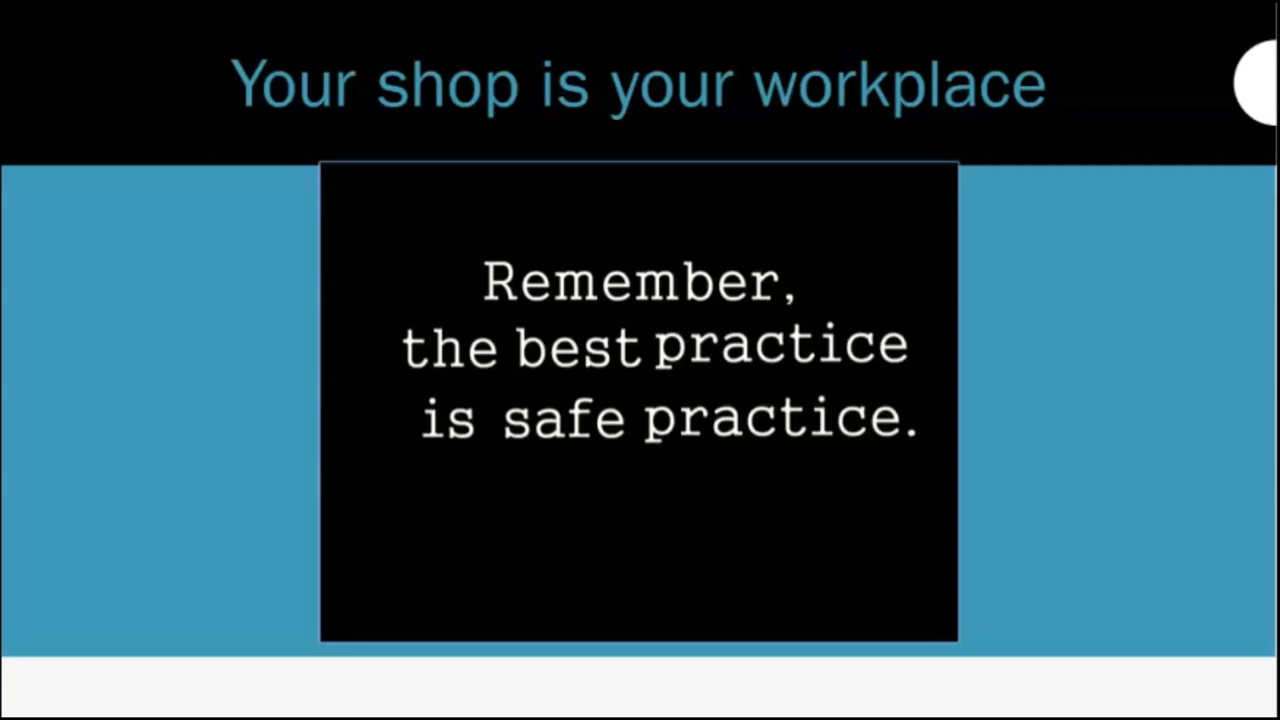 Your shop is your workplace
Remember,
the best practice
is safe practice.